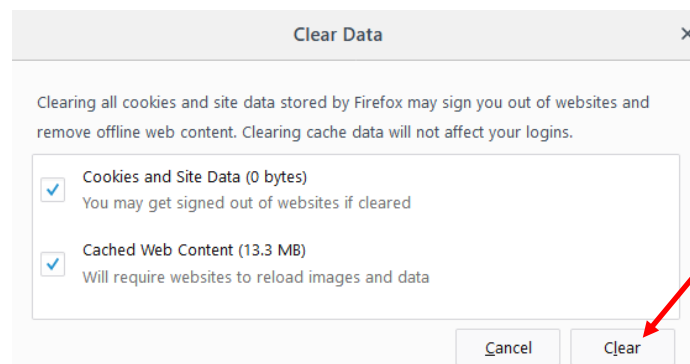 Clear Data
Clearing all cookies and site data stored by Firefox may sign you out of websites and
remove offline web content. Clearing cache data will not affect your logins.
Cookies and Site Data (0 bytes)
You may get signed out of websites if cleared
Cached Web Content (13.3 MB)
Will require websites to reload images and data
Cancel Clear